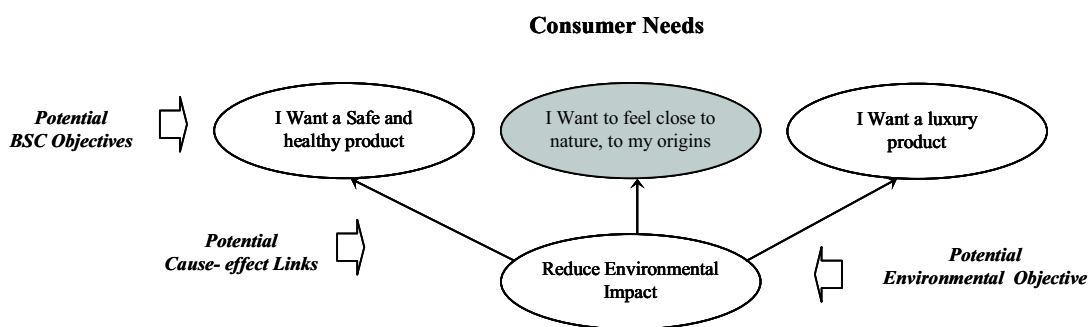 Consumer Needs
Potential
BSC Objectives
I Want a Safe and
healthy product
I Want to feel close to
nature, to my origins
I Want a luxury
product
Potential
Cause- effect Links
Reduce Environmental
Impact
Potential
Environmental Objective